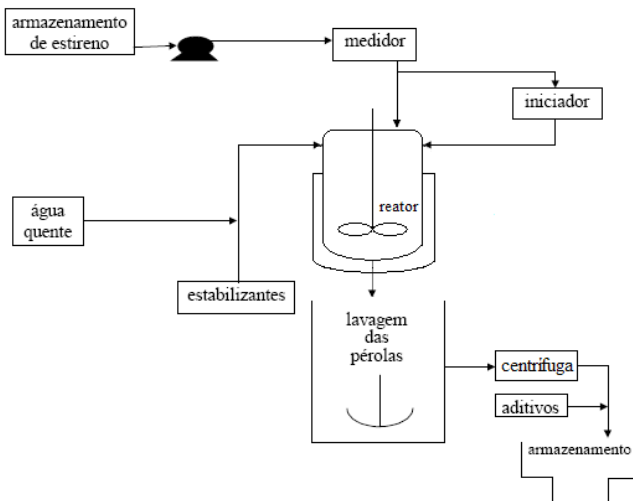 armazenamento
de estireno
medidor
iniciador
reator
água
quente
estabilizantes
lavagem
das
pérolas
centrífuga
aditivos
armazenamento